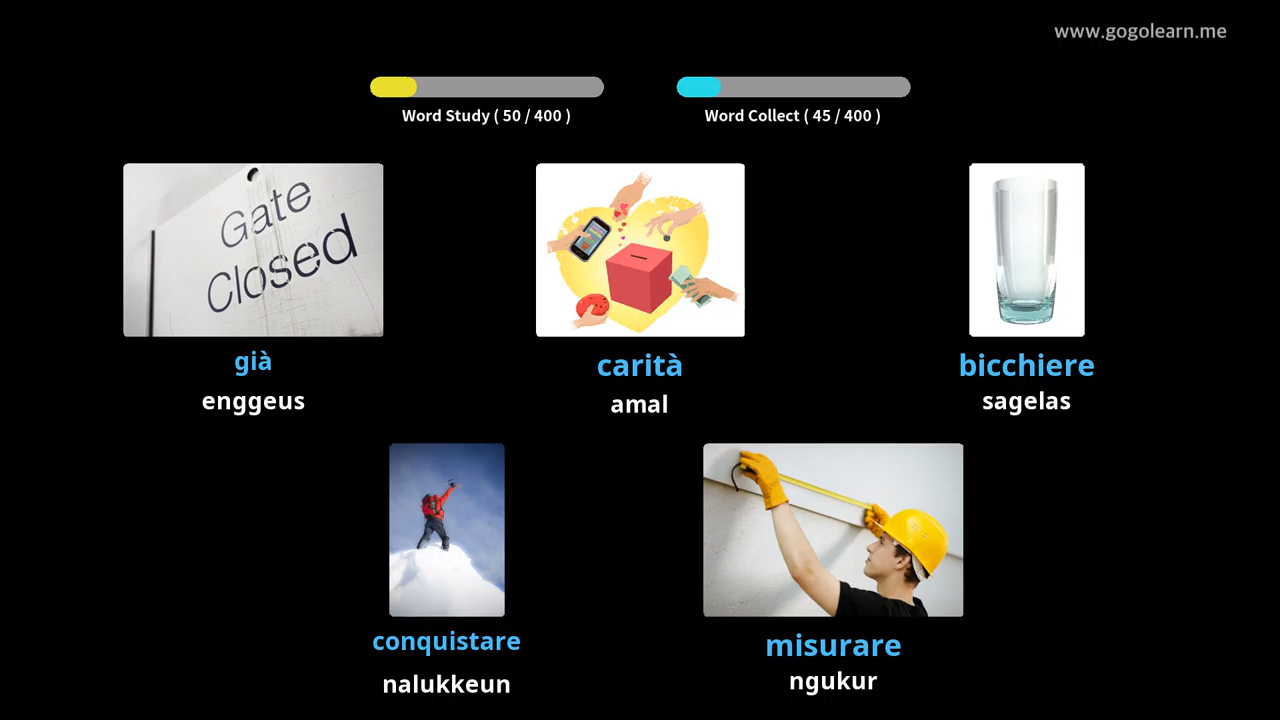 www.gogolearn.me
Word Study ( 50 / 400 )
Word Collect ( 45 / 400 )
Gate
Closed
già
enggeus
carità
amal
bicchiere
sagelas
conquistare
nalukkeun
misurare
ngukur